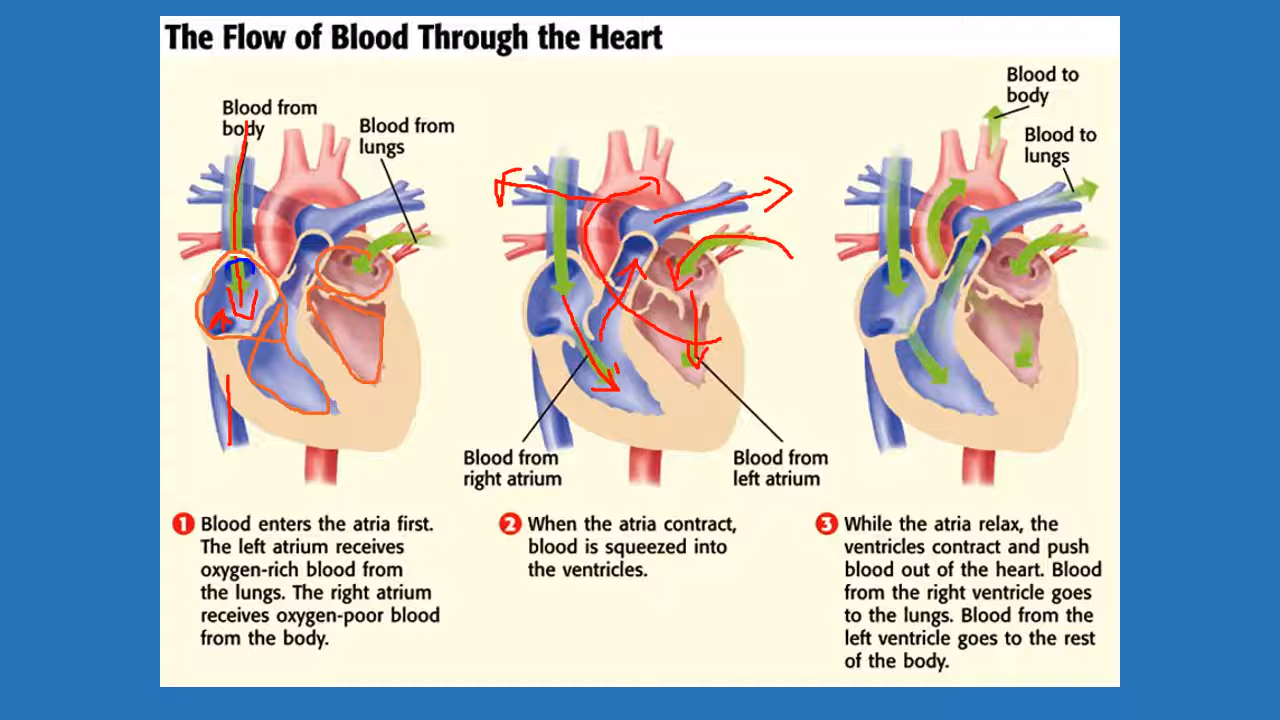 The Flow of Blood Through the Heart
Blood from
body
Blood from
lungs
Blood to
body
Blood to
lungs
Blood from
right atrium
Blood from
left atrium
1 Blood enters the atria first.
The left atrium receives
oxygen-rich blood from
the lungs. The right atrium
receives oxygen-poor blood
from the body.
2 When the atria contract,
blood is squeezed into
the ventricles.
3 While the atria relax, the
ventricles contract and push
blood out of the heart. Blood
from the right ventricle goes
to the lungs. Blood from the
left ventricle goes to the rest
of the body.